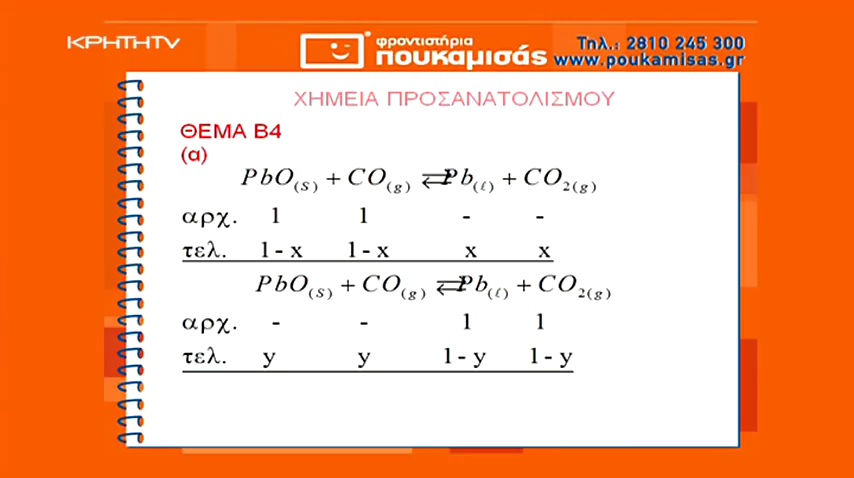 ΚΡΗΤΗTV
φροντιστήρια
πουκαμισάς
Τηλ.: 2810 245 300
www.poukamisas.gr
ΧΗΜΕΙΑ ΠΡΟΣΑΝΑΤΟΛΙΣΜΟΥ
ΘΕΜΑ Β4
(α)
PbO(S) + CO(g) ⇄ Pb(ℓ) + CO2(g)
αρχ. 1 1 - -
τελ. 1 - x 1 - x x x
PbO(S) + CO(g) ⇄ Pb(ℓ) + CO2(g)
αρχ. - - 1 1
τελ. y y 1 - y 1 - y